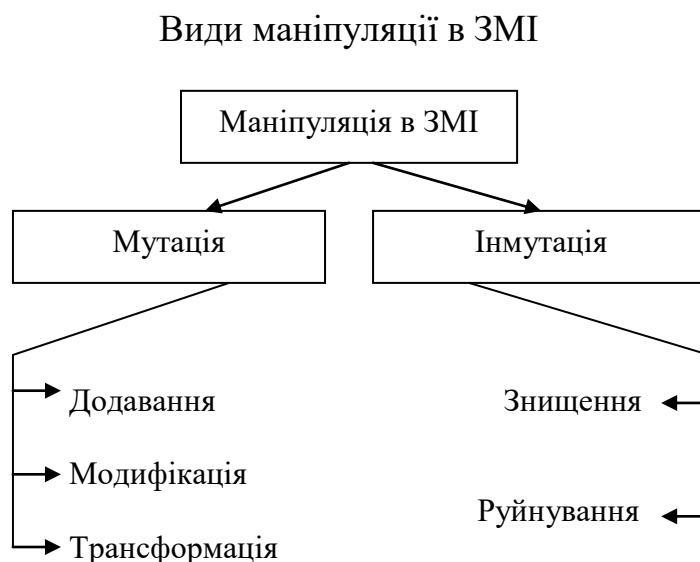 Види маніпуляції в ЗМІ
Маніпуляція в ЗМІ
Мутація
Інмутація
Додавання
Модифікація
Трансформація
Знищення
Руйнування